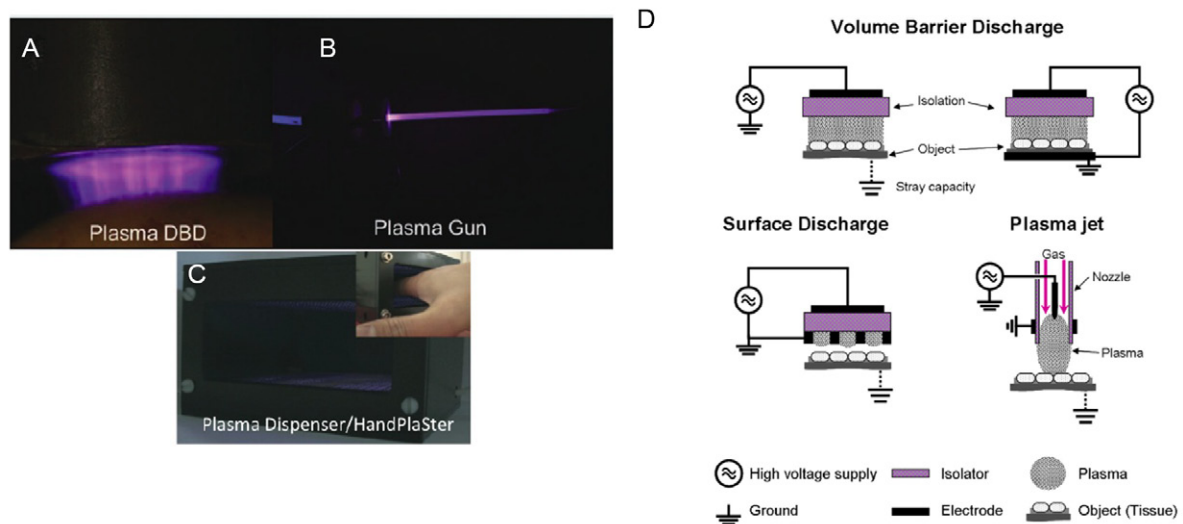 A
B
Plasma DBD
Plasma Gun
C
Plasma Dispenser/HandPlaSter
D
Volume Barrier Discharge
Isolation
Object
Stray capacity
Surface Discharge
Plasma jet
Gas
Nozzle
Plasma
High voltage supply
Isolator
Plasma
Ground
Electrode
Object (Tissue)